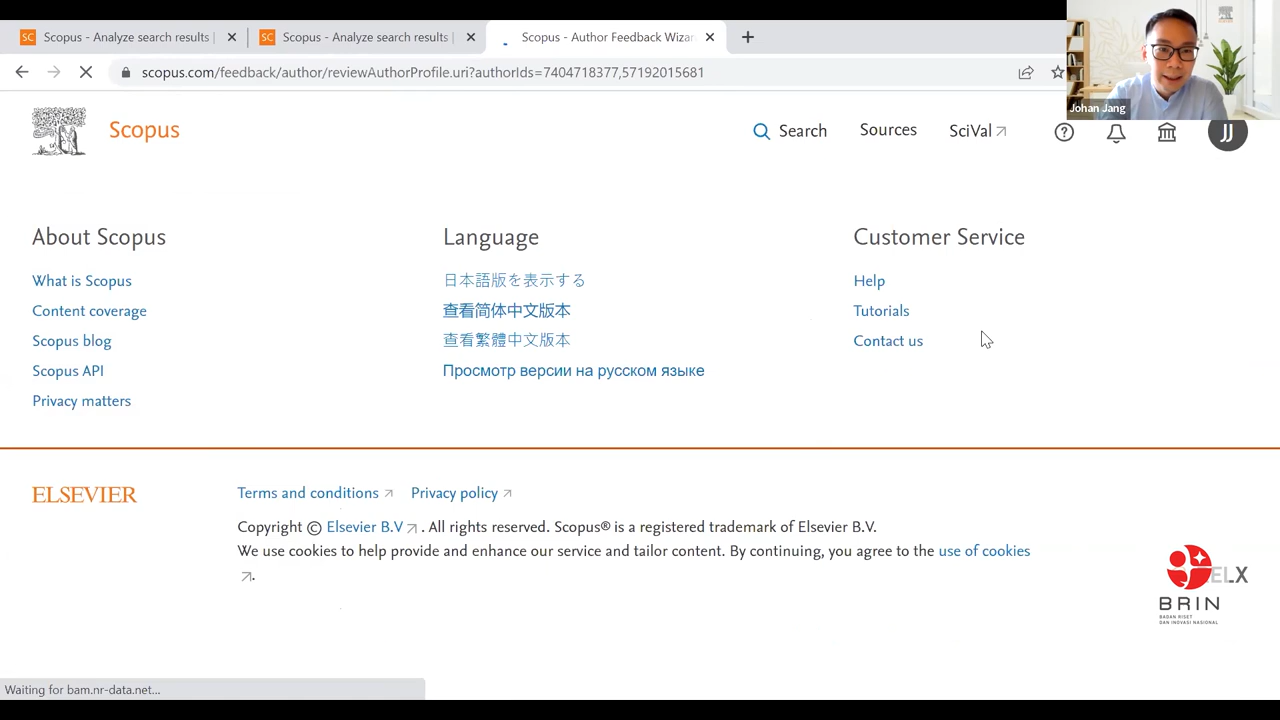 Scopus - Analyze search results |
Scopus - Analyze search results |
Scopus - Author Feedback Wizar
scopus.com/feedback/author/reviewAuthorProfile.uri?authorIds=7404718377,57192015681
Johan Jang
Scopus
Search
Sources
SciVal
JJ
About Scopus
What is Scopus
Content coverage
Scopus blog
Scopus API
Privacy matters
Language
日本語版を表示する
查看简体中文版本
查看繁體中文版本
Просмотр версии на русском языке
Customer Service
Help
Tutorials
Contact us
ELSEVIER
Terms and conditions
Privacy policy
Copyright © Elsevier B.V . All rights reserved. Scopus® is a registered trademark of Elsevier B.V.
We use cookies to help provide and enhance our service and tailor content. By continuing, you agree to the use of cookies
.
ELX
BRIN
BADAN RISET
DAN INOVASI NASIONAL
Waiting for bam.nr-data.net...